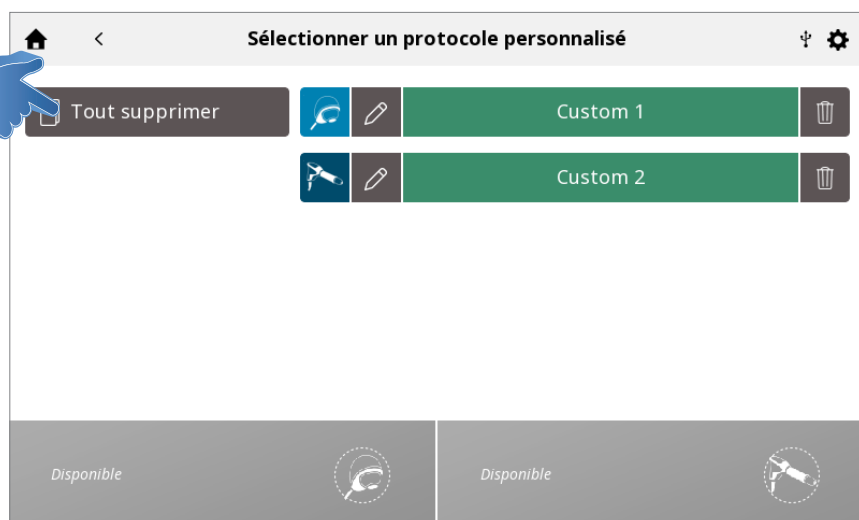 Sélectionner un protocole personnalisé
Tout supprimer
Custom 1
Custom 2
Disponible
Disponible